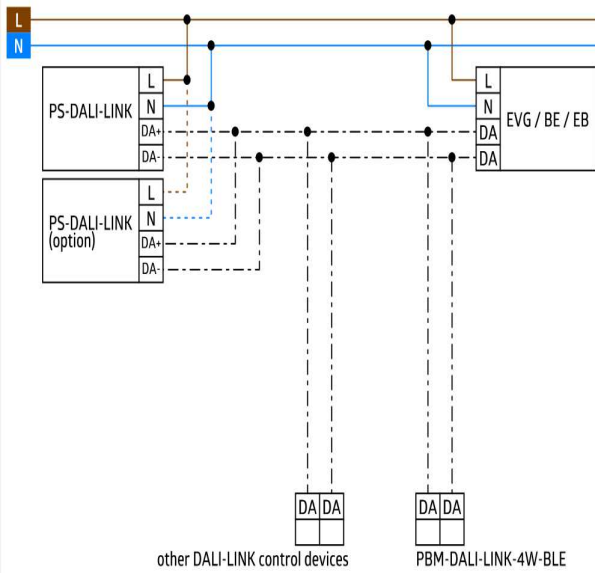 L
N
PS-DALI-LINK
L
N
DA+
DA-
L
N
DA
DA
EVG / BE / EB
PS-DALI-LINK
(option)
L
N
DA+
DA-
DA DA
DA DA
other DALI-LINK control devices
PBM-DALI-LINK-4W-BLE